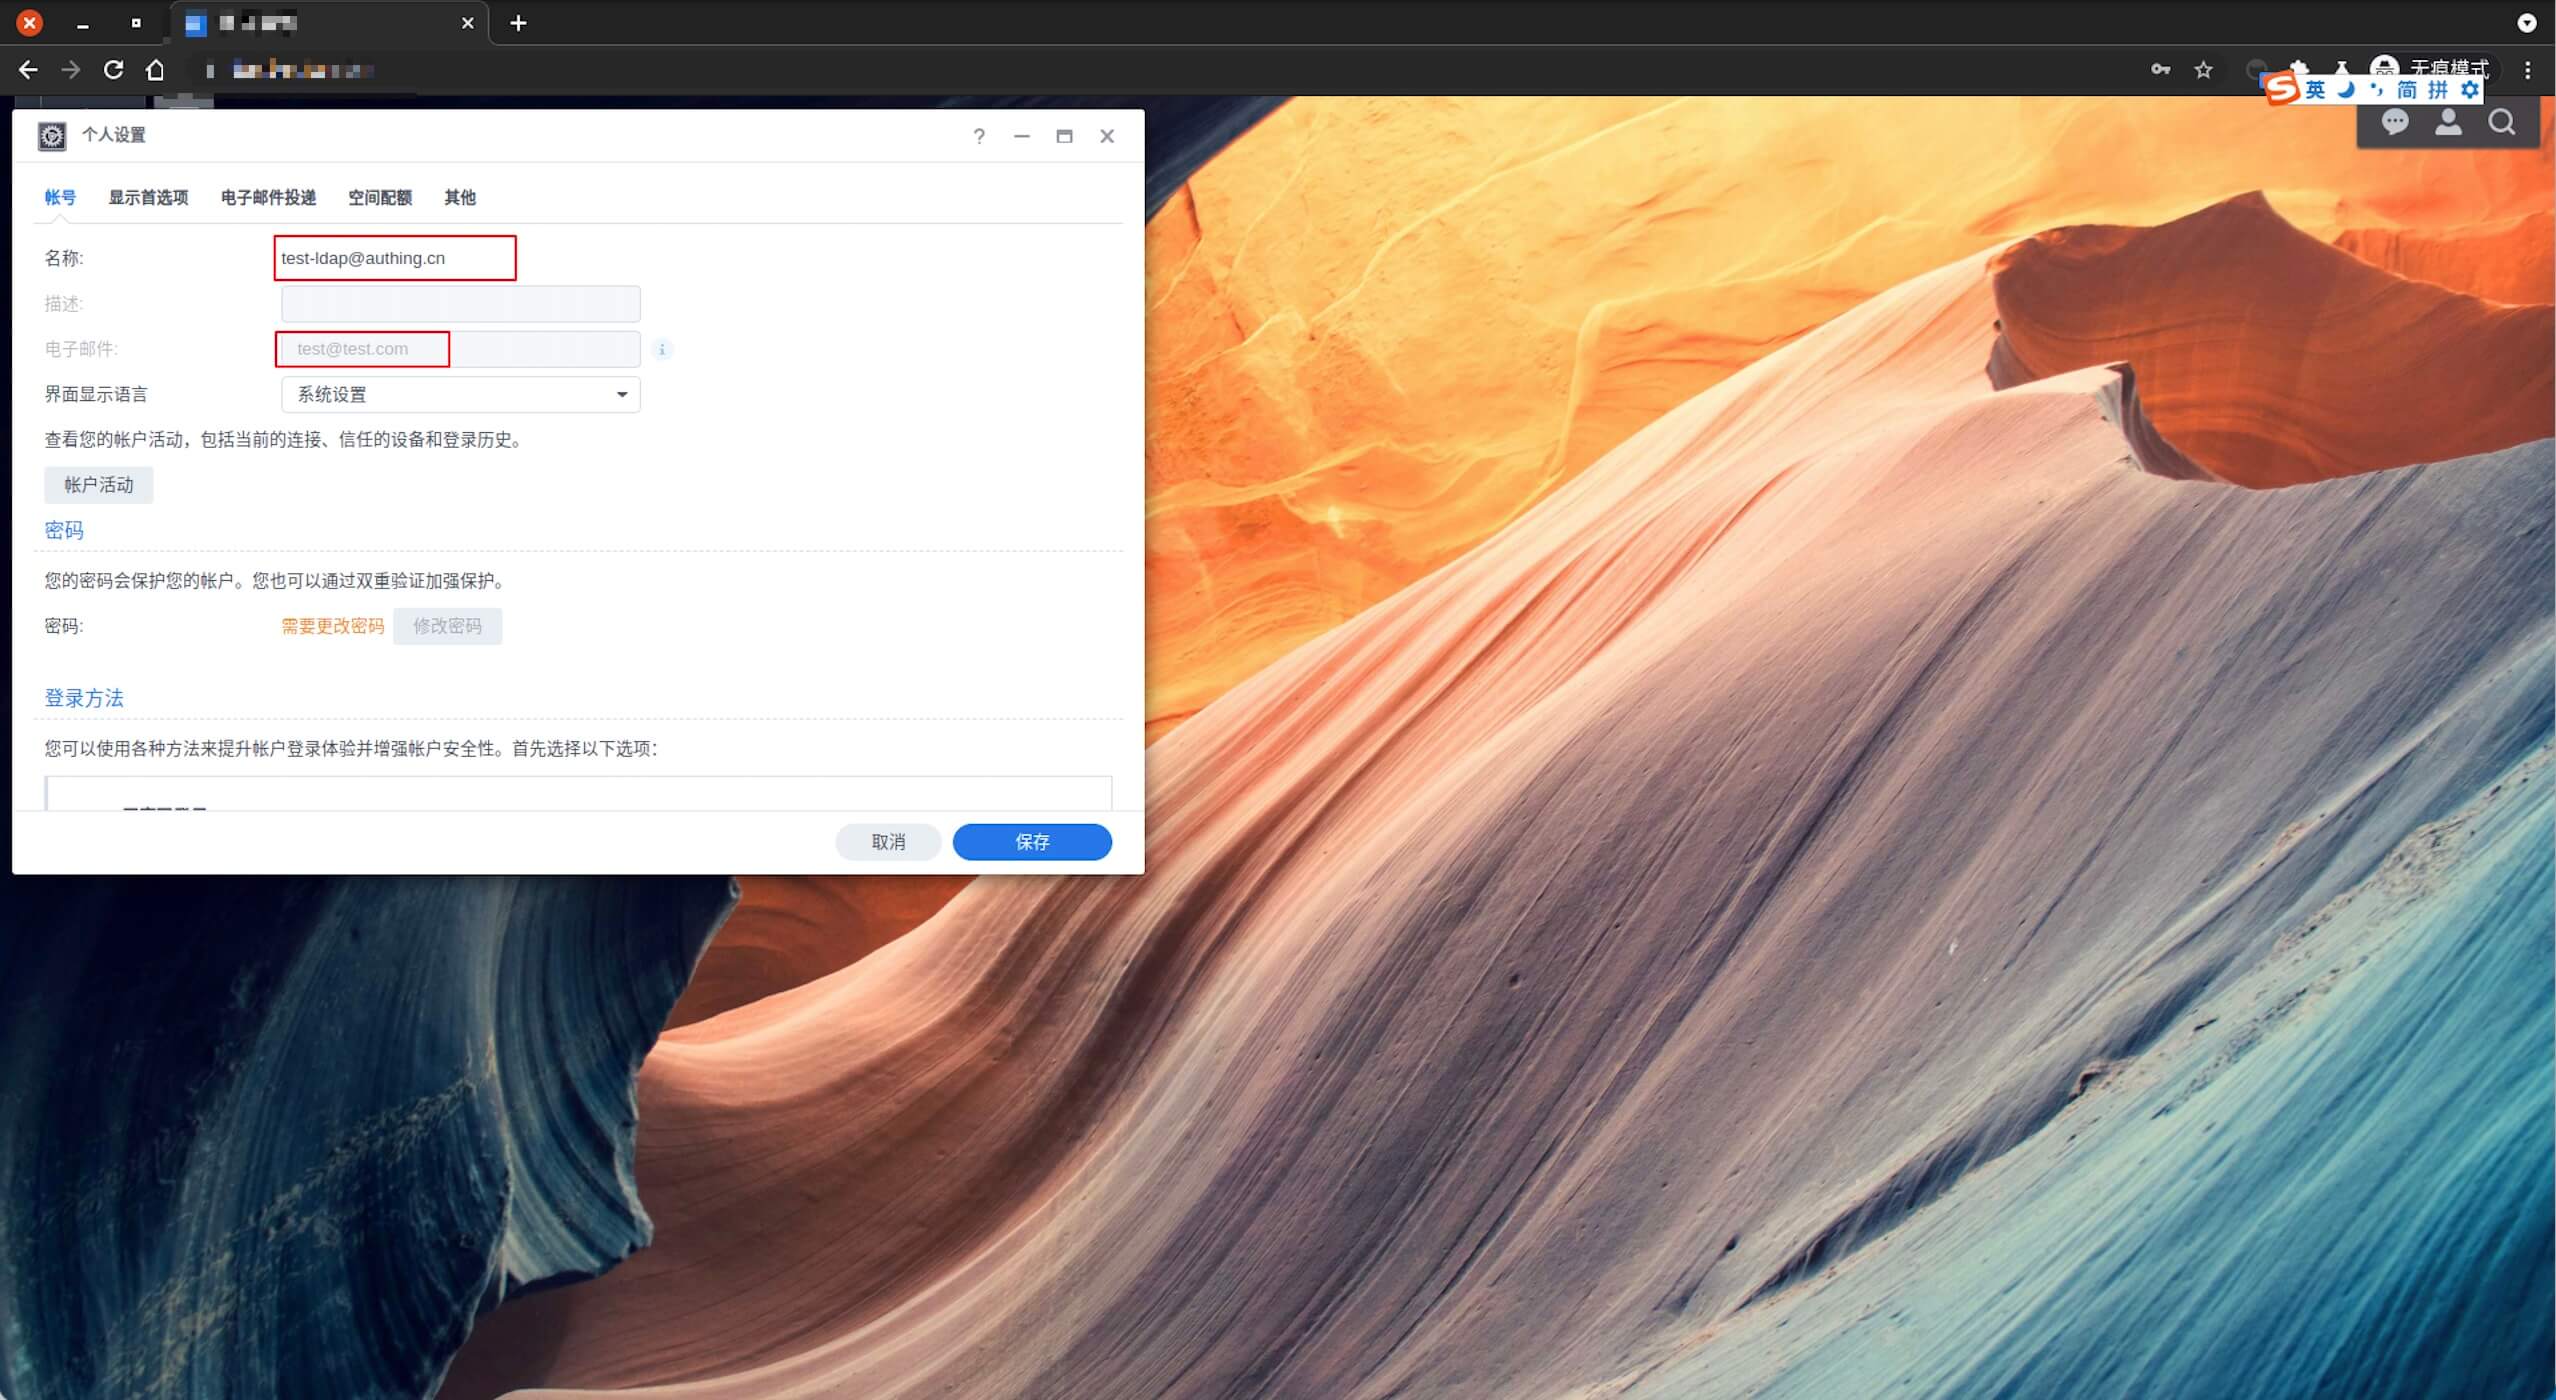 无痕模式
英 简 拼
个人设置
帐号 显示首选项 电子邮件投递 空间配额 其他
名称: test-ldap@authing.cn
描述:
电子邮件: test@test.com
界面显示语言 系统设置
查看您的帐户活动，包括当前的连接、信任的设备和登录历史。
帐户活动
密码
您的密码会保护您的帐户。您也可以通过双重验证加强保护。
密码: 需要更改密码 修改密码
登录方法
您可以使用各种方法来提升帐户登录体验并增强帐户安全性。首先选择以下选项：
取消 保存